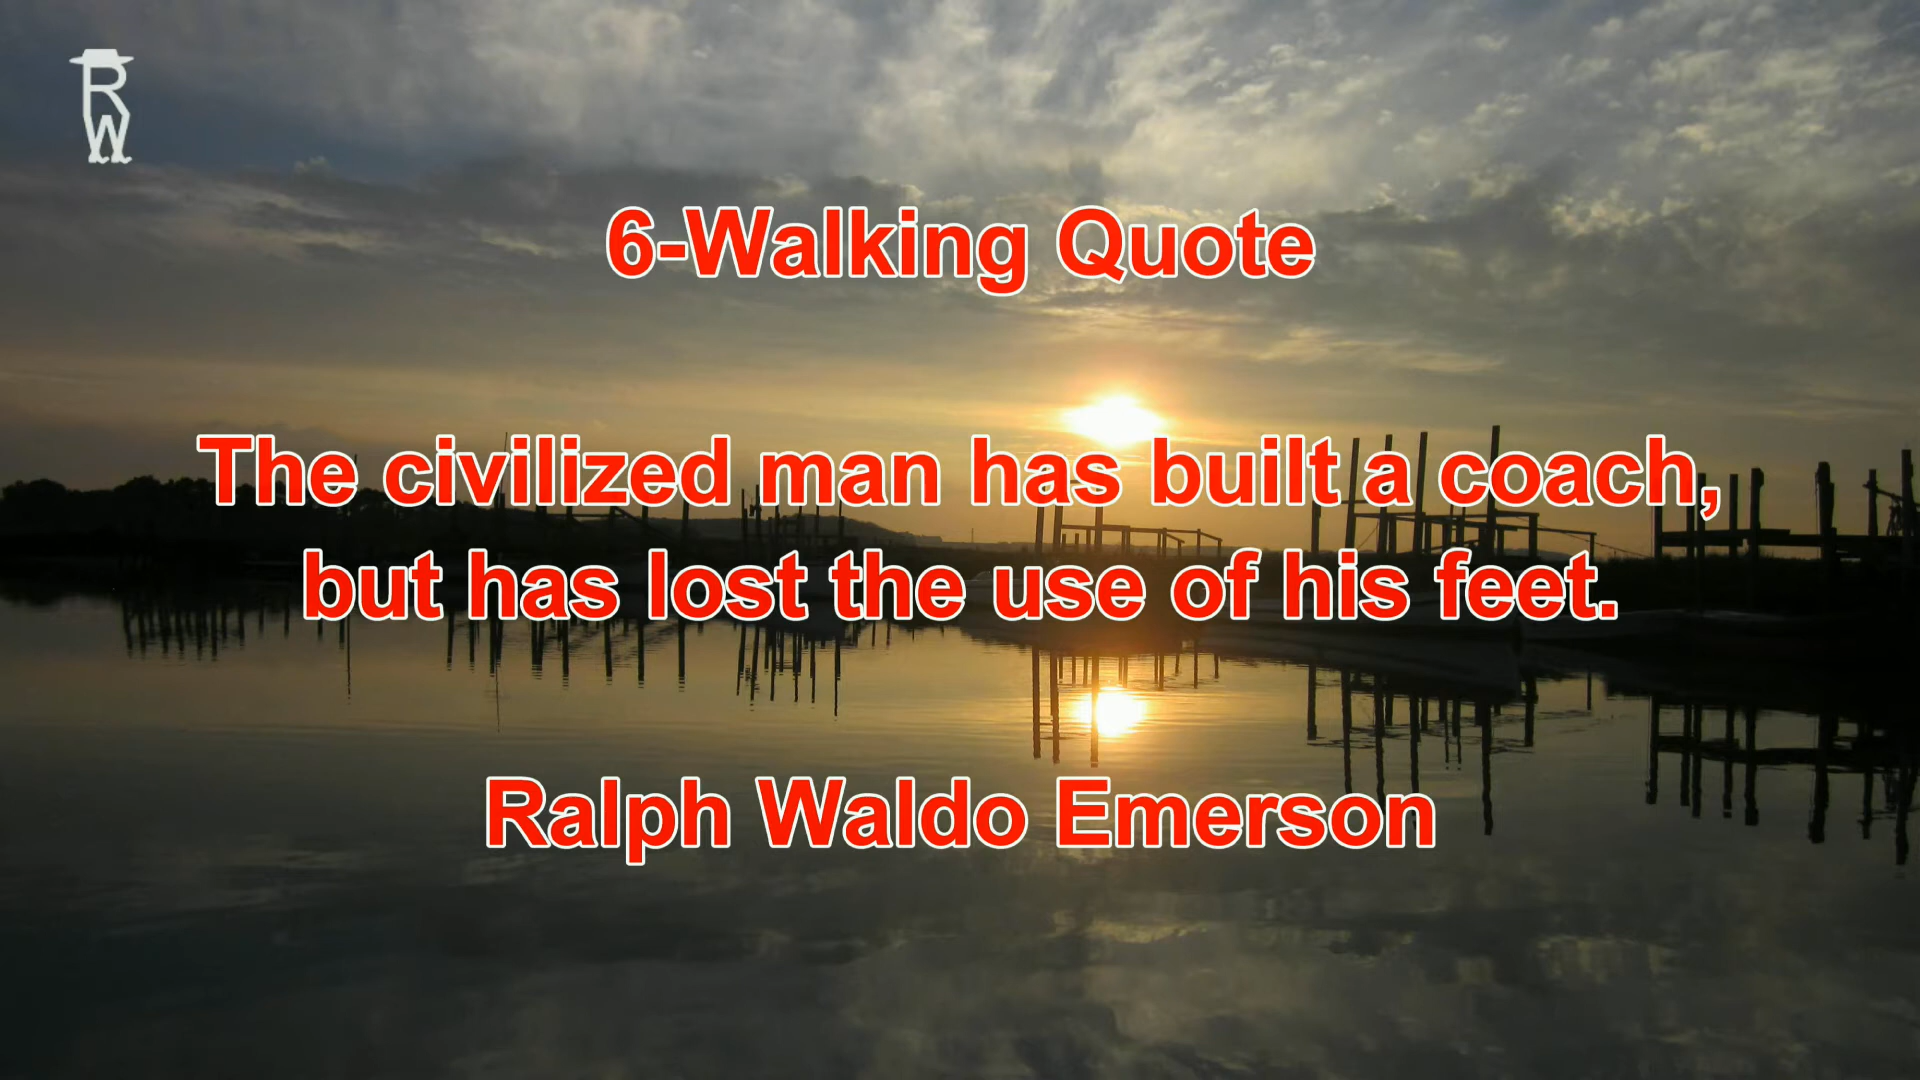 RW
6-Walking Quote
The civilized man has built a coach,
but has lost the use of his feet.
Ralph Waldo Emerson